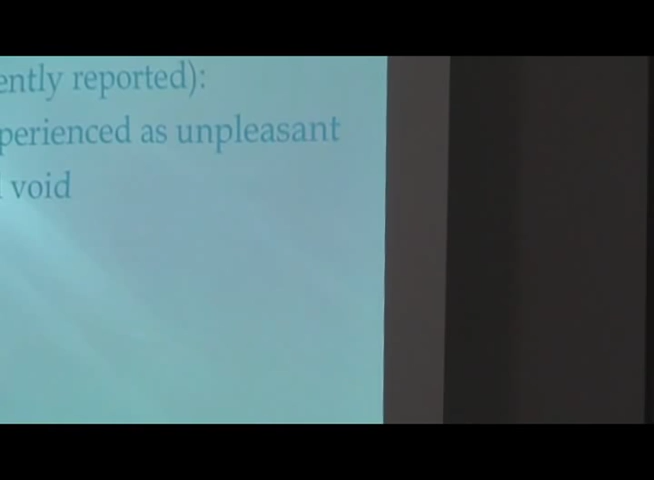 ently reported):
perienced as unpleasant
void